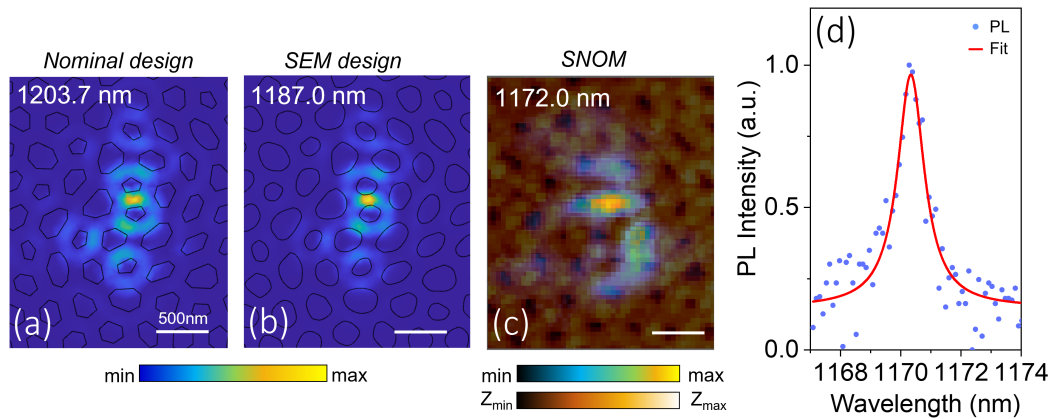 Nominal design
SEM design
SNOM
1203.7 nm
1187.0 nm
1172.0 nm
(a)
500nm
(b)
(c)
min
max
min
max
Zmin
Zmax
(d)
PL
Fit
1.0
0.5
0.0
PL Intensity (a.u.)
1168 1170 1172 1174
Wavelength (nm)